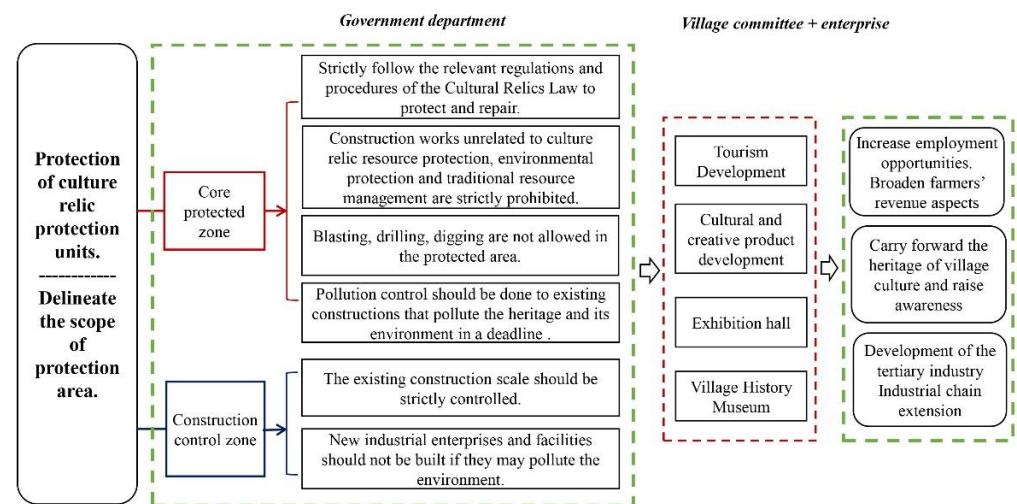 Government department
Village committee + enterprise
Protection
of culture
relic
protection
units.
------------
Delineate
the scope
of
protection
area.
Core
protected
zone
Strictly follow the relevant regulations and
procedures of the Cultural Relics Law to
protect and repair.
Construction works unrelated to culture
relic resource protection, environmental
protection and traditional resource
management are strictly prohibited.
Blasting, drilling, digging are not allowed in
the protected area.
Pollution control should be done to existing
constructions that pollute the heritage and its
environment in a deadline .
Construction
control zone
The existing construction scale should be
strictly controlled.
New industrial enterprises and facilities
should not be built if they may pollute the
environment.
Tourism
Development
Cultural and
creative product
development
Exhibition hall
Village History
Museum
Increase employment
opportunities.
Broaden farmers’
revenue aspects
Carry forward the
heritage of village
culture and raise
awareness
Development of the
tertiary industry
Industrial chain
extension